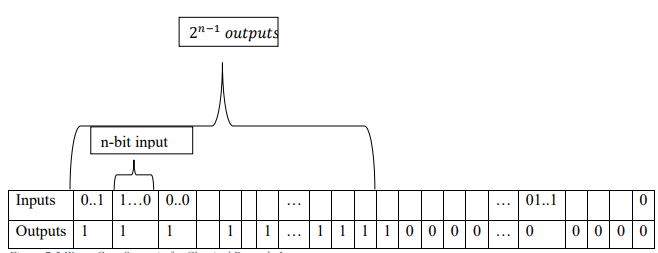 2ⁿ⁻¹ outputs
n-bit input
Inputs 0..1 1…0 0..0 … … 01..1 0
Outputs 1 1 1 1 1 … 1 1 1 1 0 0 0 0 … 0 0 0 0 0